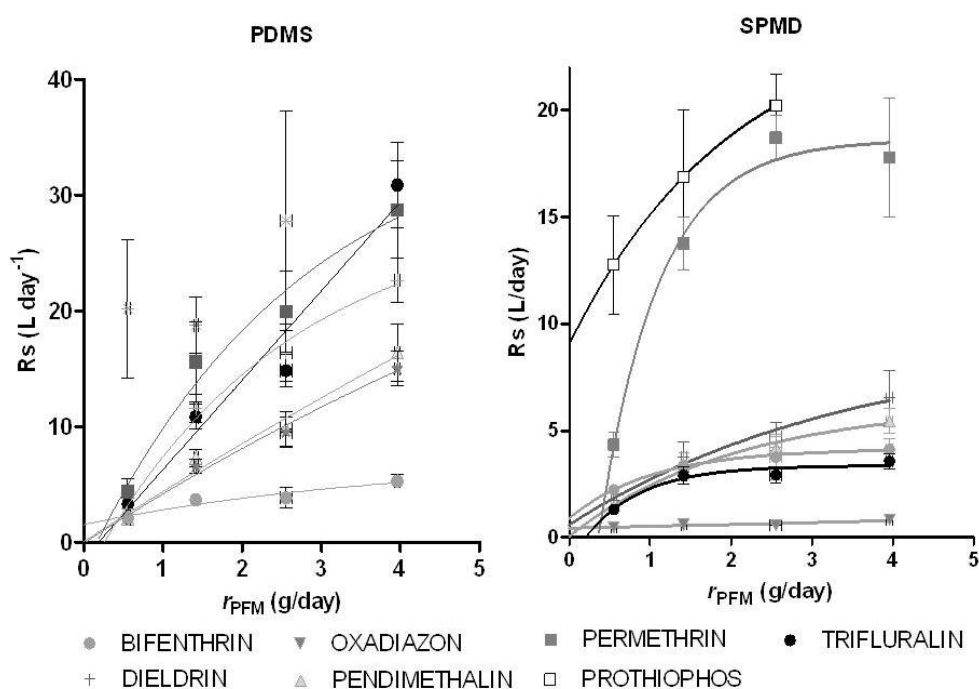 PDMS
SPMD
40
30
20
10
0
Rs (L day⁻¹)
0 1 2 3 4 5
rPFM (g/day)
20
15
10
5
0
Rs (L/day)
0 1 2 3 4 5
rPFM (g/day)
BIFENTHRIN OXADIAZON PERMETHRIN TRIFLURALIN
DIELDRIN PENDIMETHALIN PROTHIOPHOS